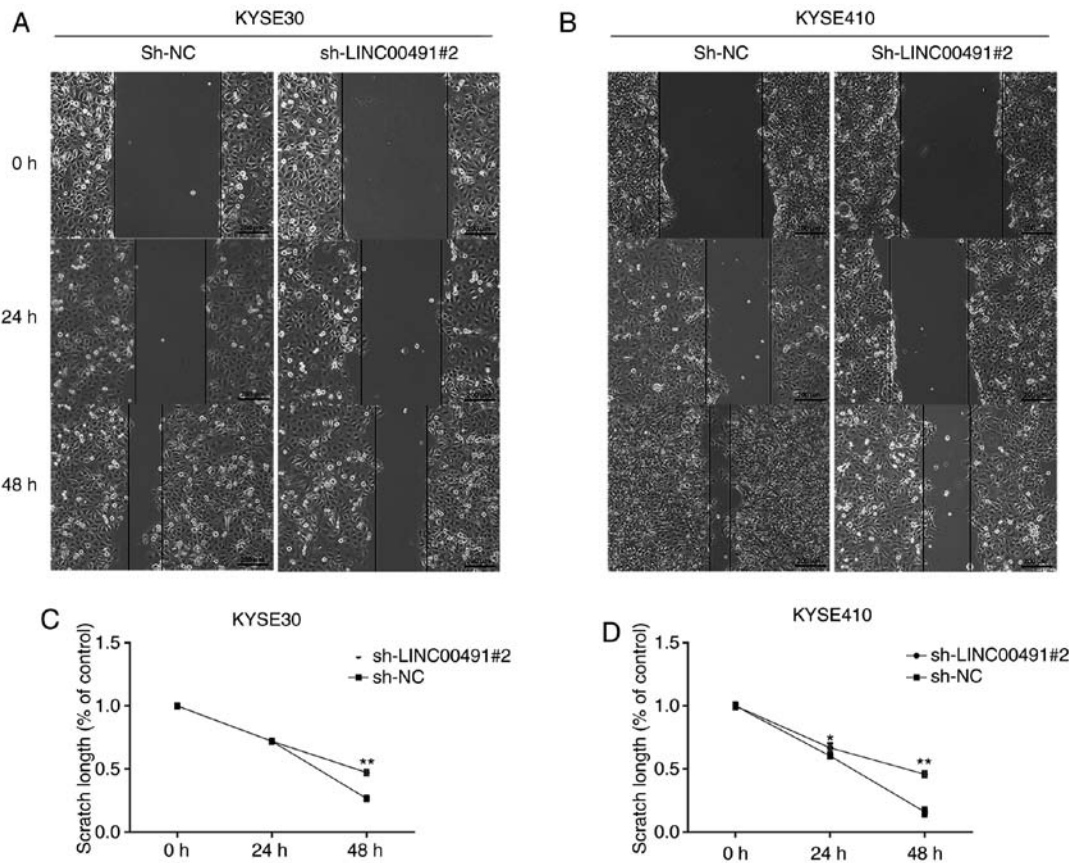 A
KYSE30
Sh-NC
sh-LINC00491#2
0 h
24 h
48 h
B
KYSE410
Sh-NC
Sh-LINC00491#2
C
KYSE30
Scratch longth (% of control)
1.5
1.0
0.5
0.0
sh-LINC00491#2
sh-NC
**
0 h
24 h
48 h
D
KYSE410
Scratch longth (% of control)
1.5
1.0
0.5
0.0
sh-LINC00491#2
sh-NC
*
**
0 h
24 h
48 h